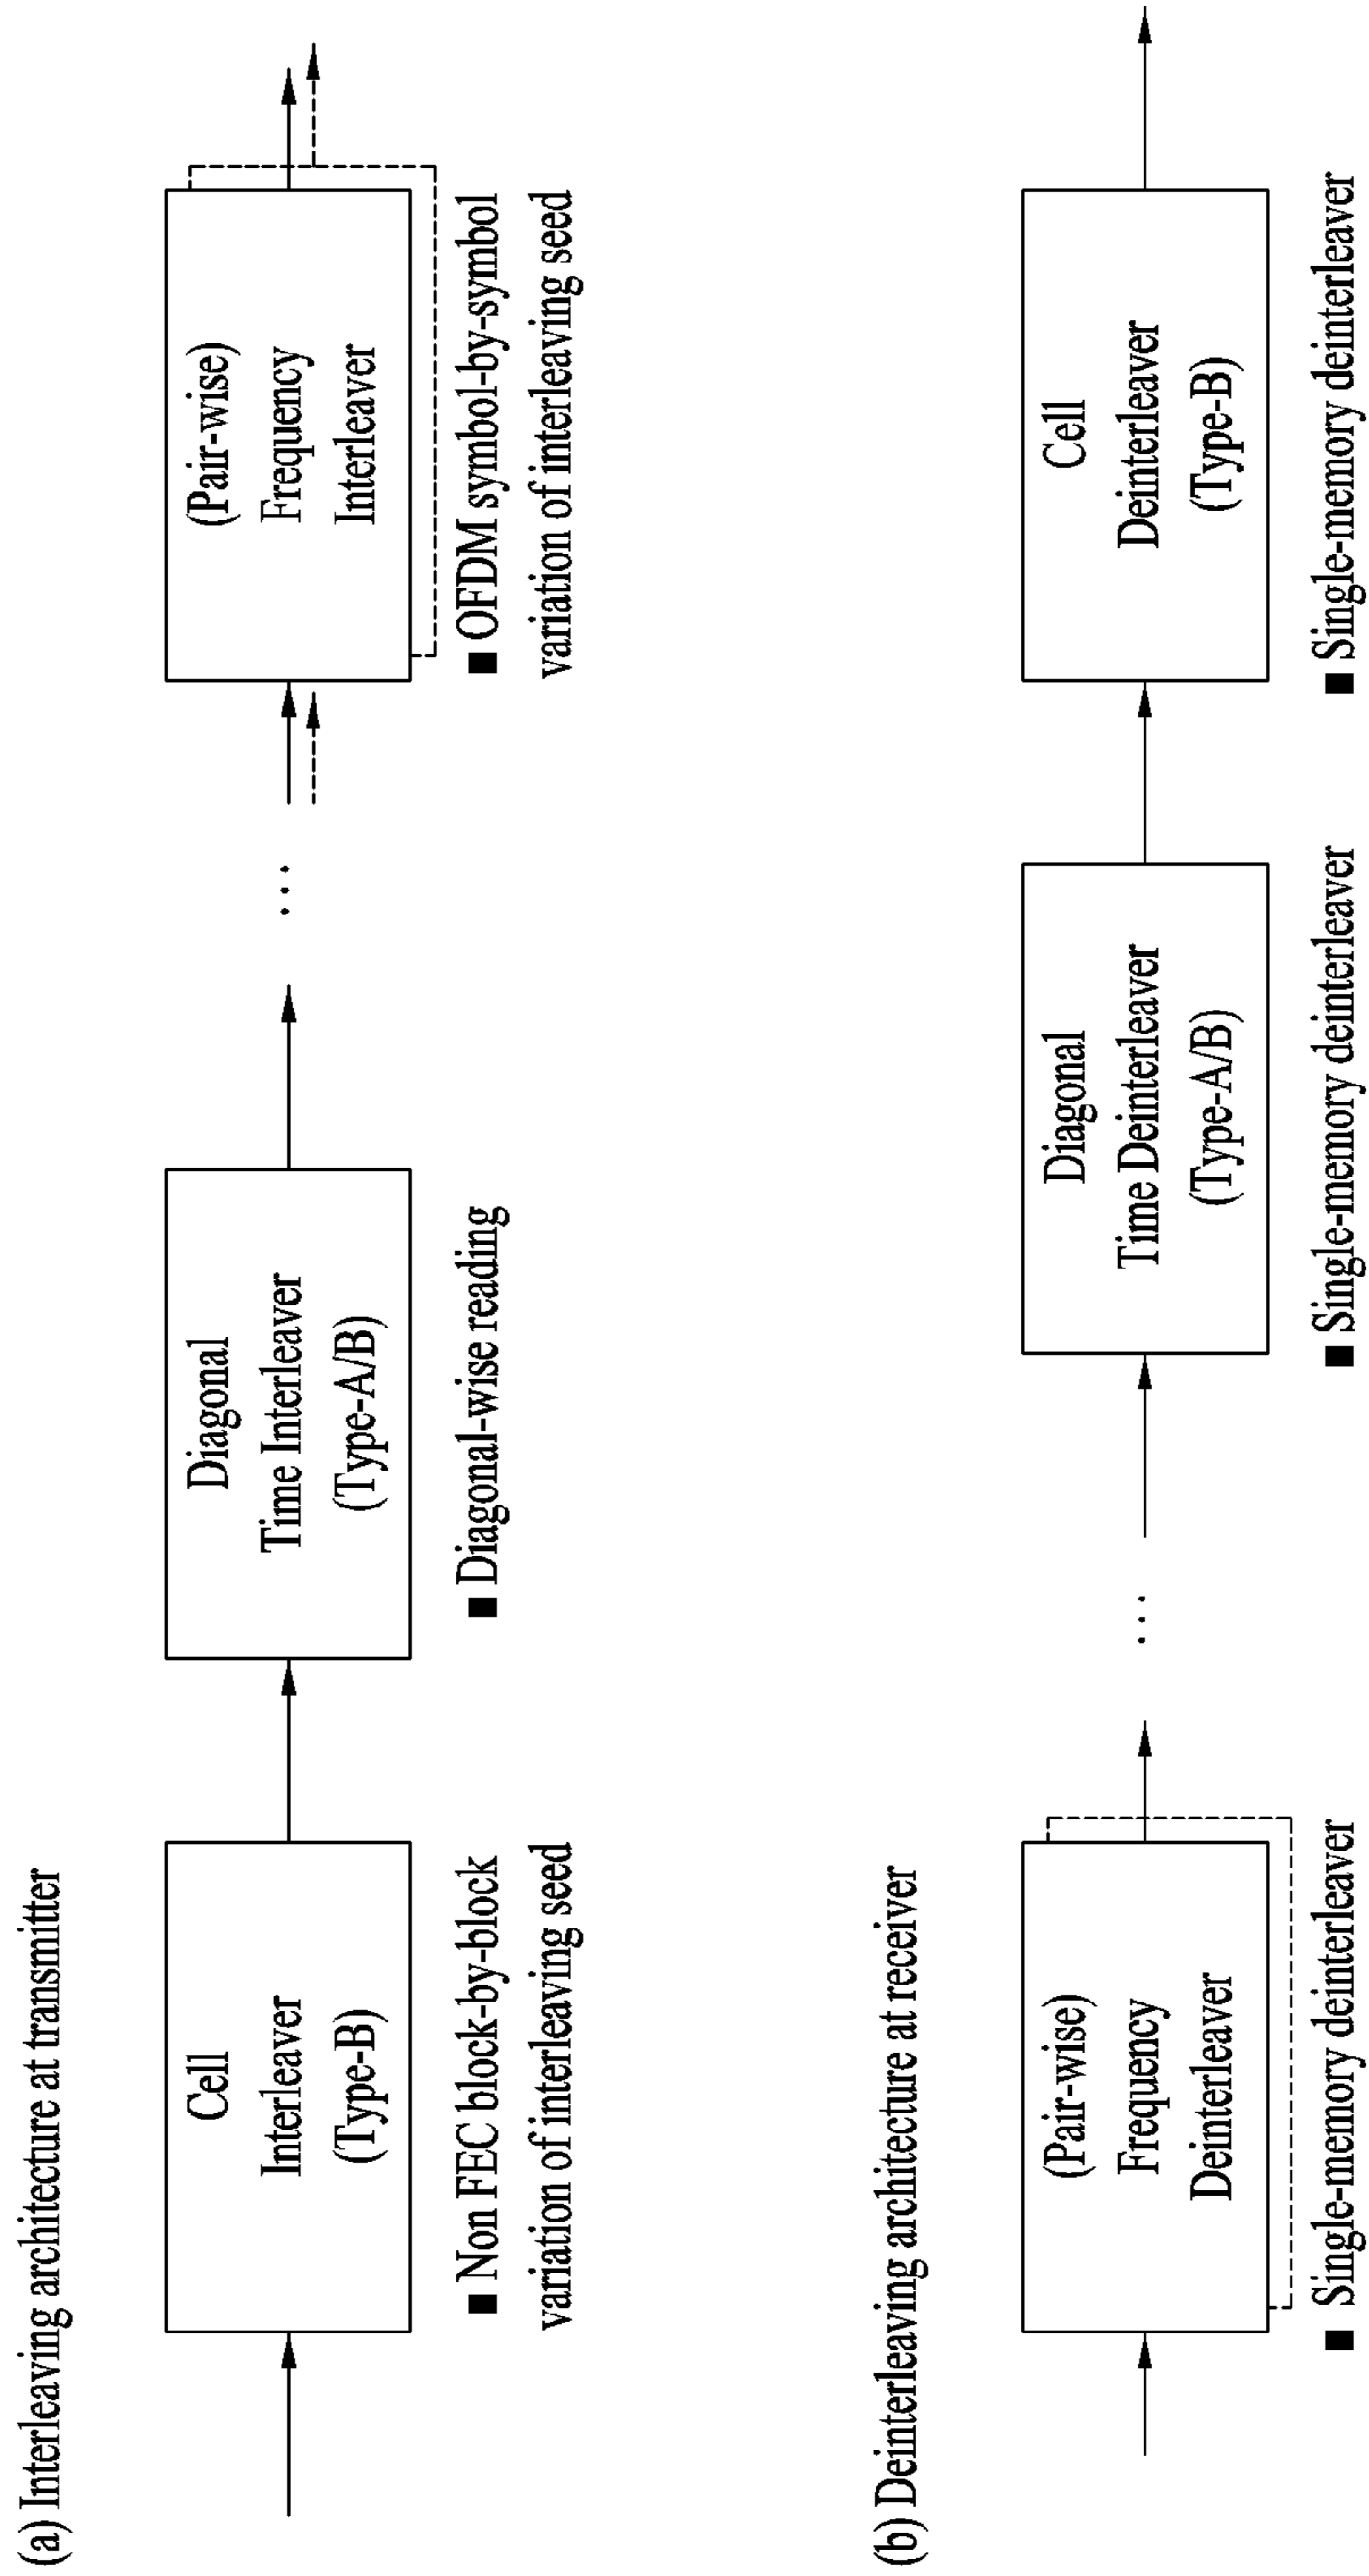 (a) Interleaving architecture at transmitter
Cell
Interleaver
(Type-B)
■ Non FEC block-by-block
variation of interleaving seed
Diagonal
Time Interleaver
(Type-A/B)
■ Diagonal-wise reading
...
(Pair-wise)
Frequency
Interleaver
■ OFDM symbol-by-symbol
variation of interleaving seed
(b) Deinterleaving architecture at receiver
(Pair-wise)
Frequency
Deinterleaver
■ Single-memory deinterleaver
...
Diagonal
Time Deinterleaver
(Type-A/B)
■ Single-memory deinterleaver
Cell
Deinterleaver
(Type-B)
■ Single-memory deinterleaver